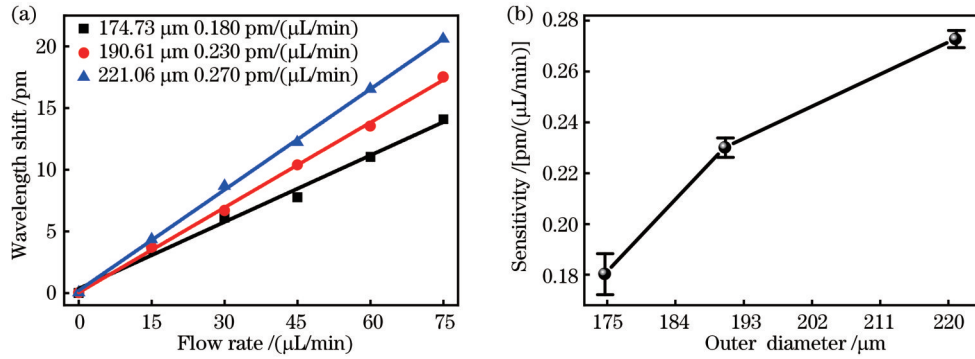 (a)
174.73 μm 0.180 pm/(μL/min)
190.61 μm 0.230 pm/(μL/min)
221.06 μm 0.270 pm/(μL/min)
Wavelength shift /pm
20
15
10
5
0
0 15 30 45 60 75
Flow rate /(μL/min)
(b)
Sensitivity /[pm/(μL/min)]
0.28
0.26
0.24
0.22
0.20
0.18
175 184 193 202 211 220
Outer diameter /μm